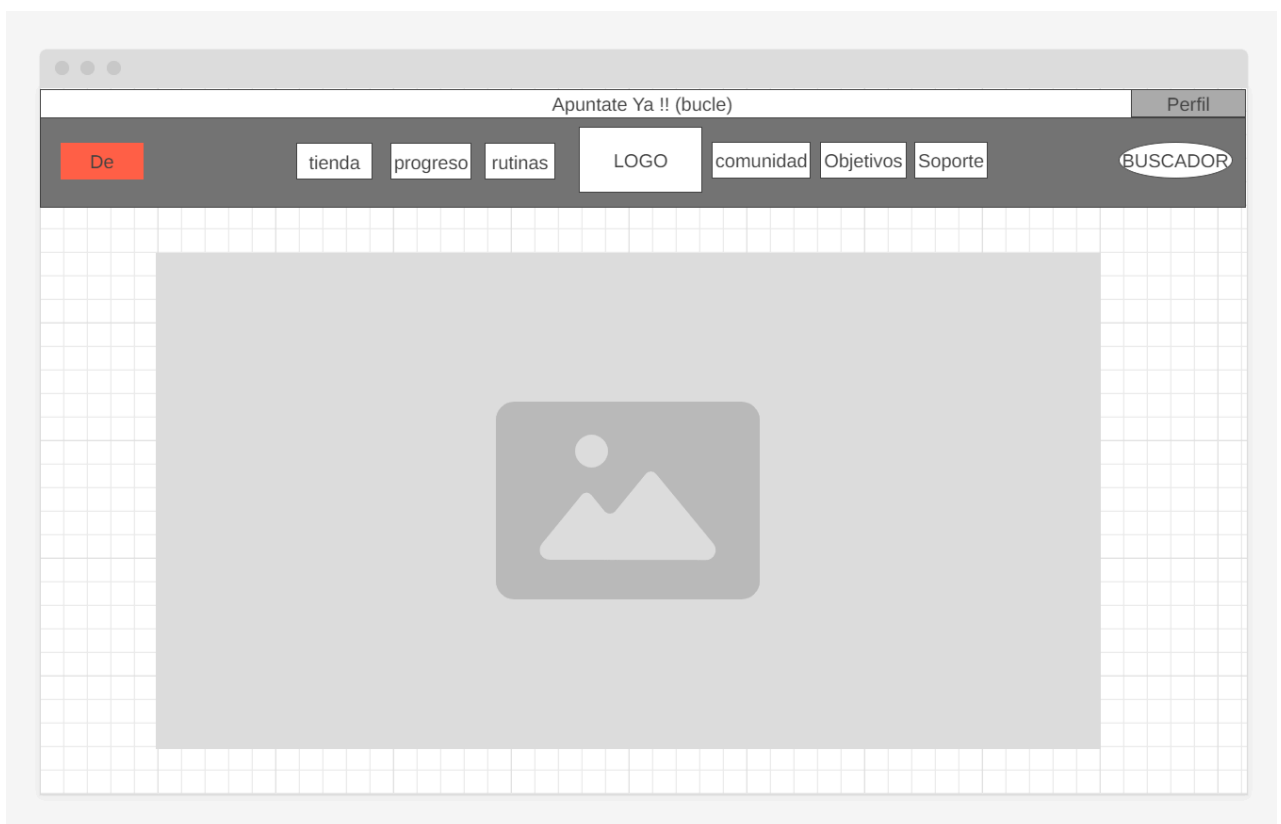 Apuntate Ya !! (bucle)
Perfil
De
tienda
progreso
rutinas
LOGO
comunidad
Objetivos
Soporte
BUSCADOR